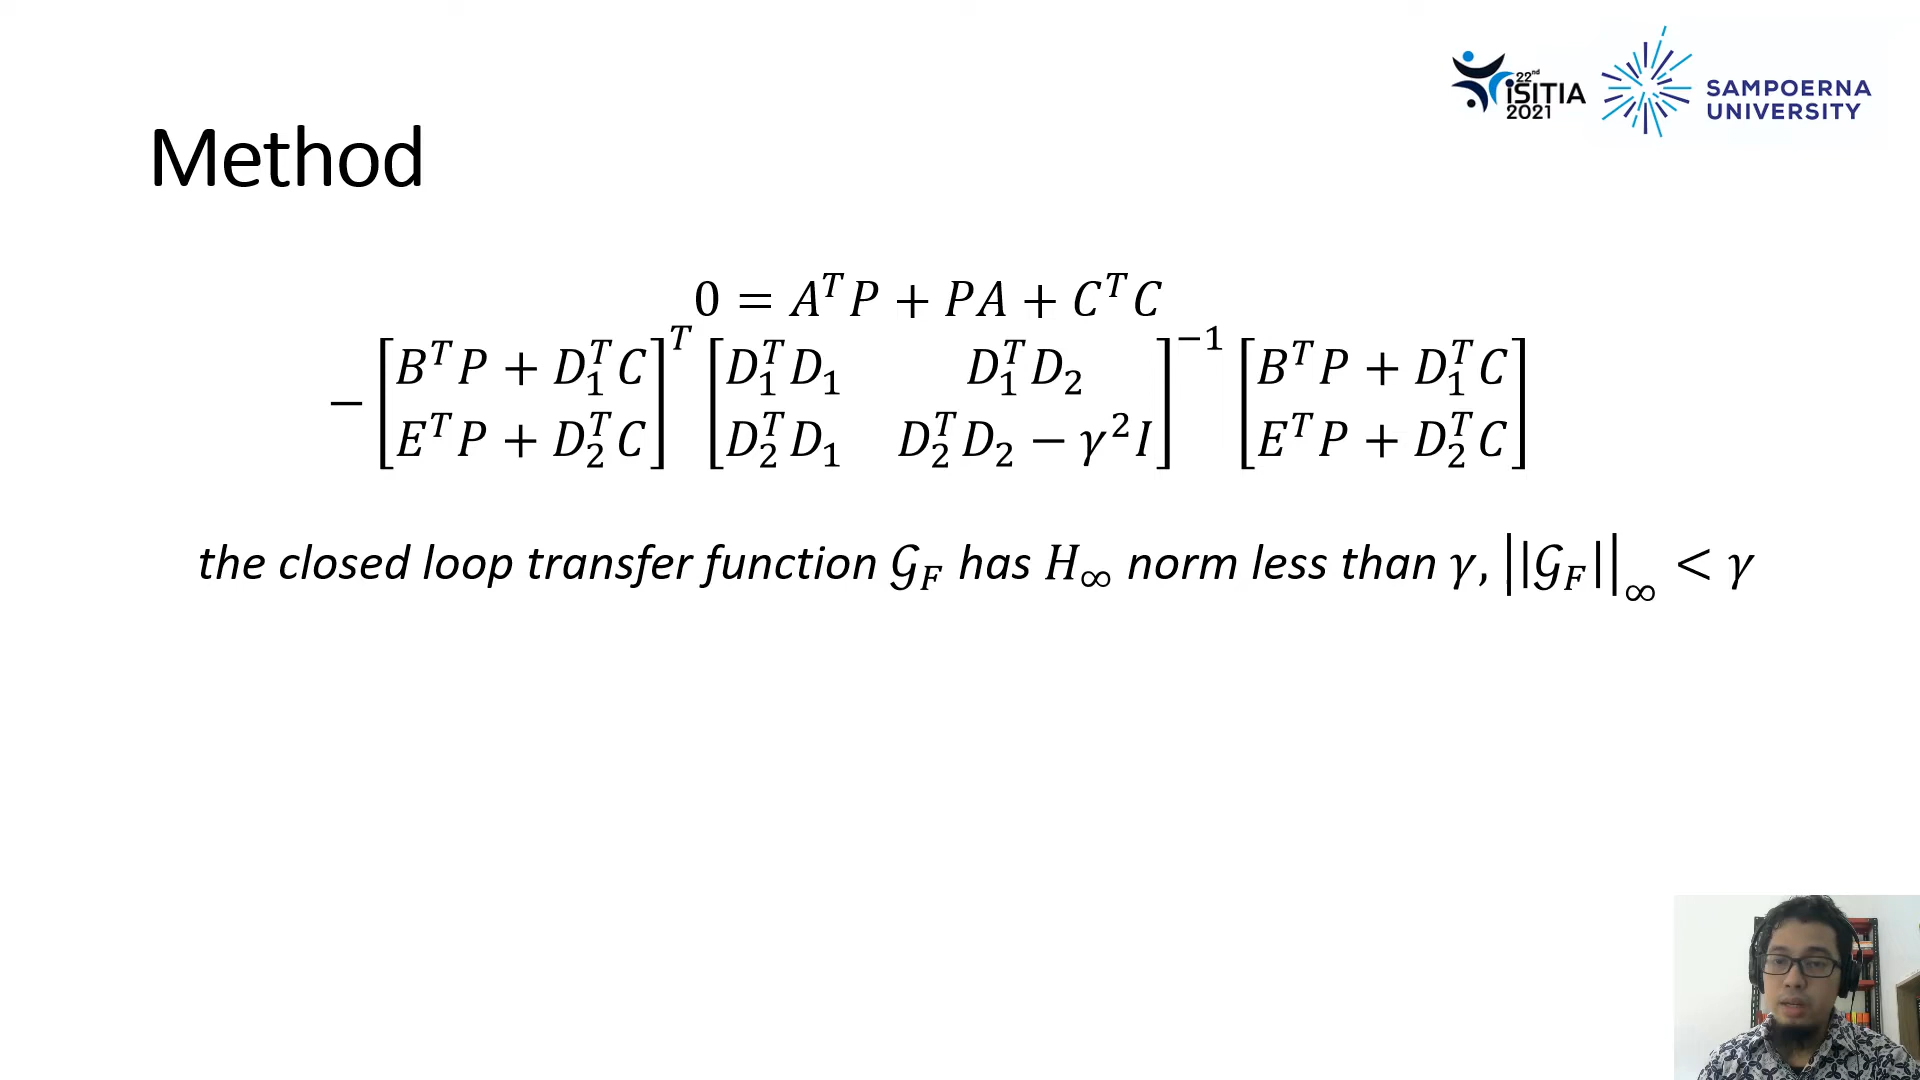 22nd
iSITIA
2021
SAMPOERNA
UNIVERSITY
Method
0 = A^T P + PA + C^T C
− [B^T P + D_1^T C; E^T P + D_2^T C]^T [D_1^T D_1   D_1^T D_2; D_2^T D_1   D_2^T D_2 − γ^2 I]^−1 [B^T P + D_1^T C; E^T P + D_2^T C]
the closed loop transfer function 𝒢_F has H_∞ norm less than γ, ||𝒢_F||_∞ < γ